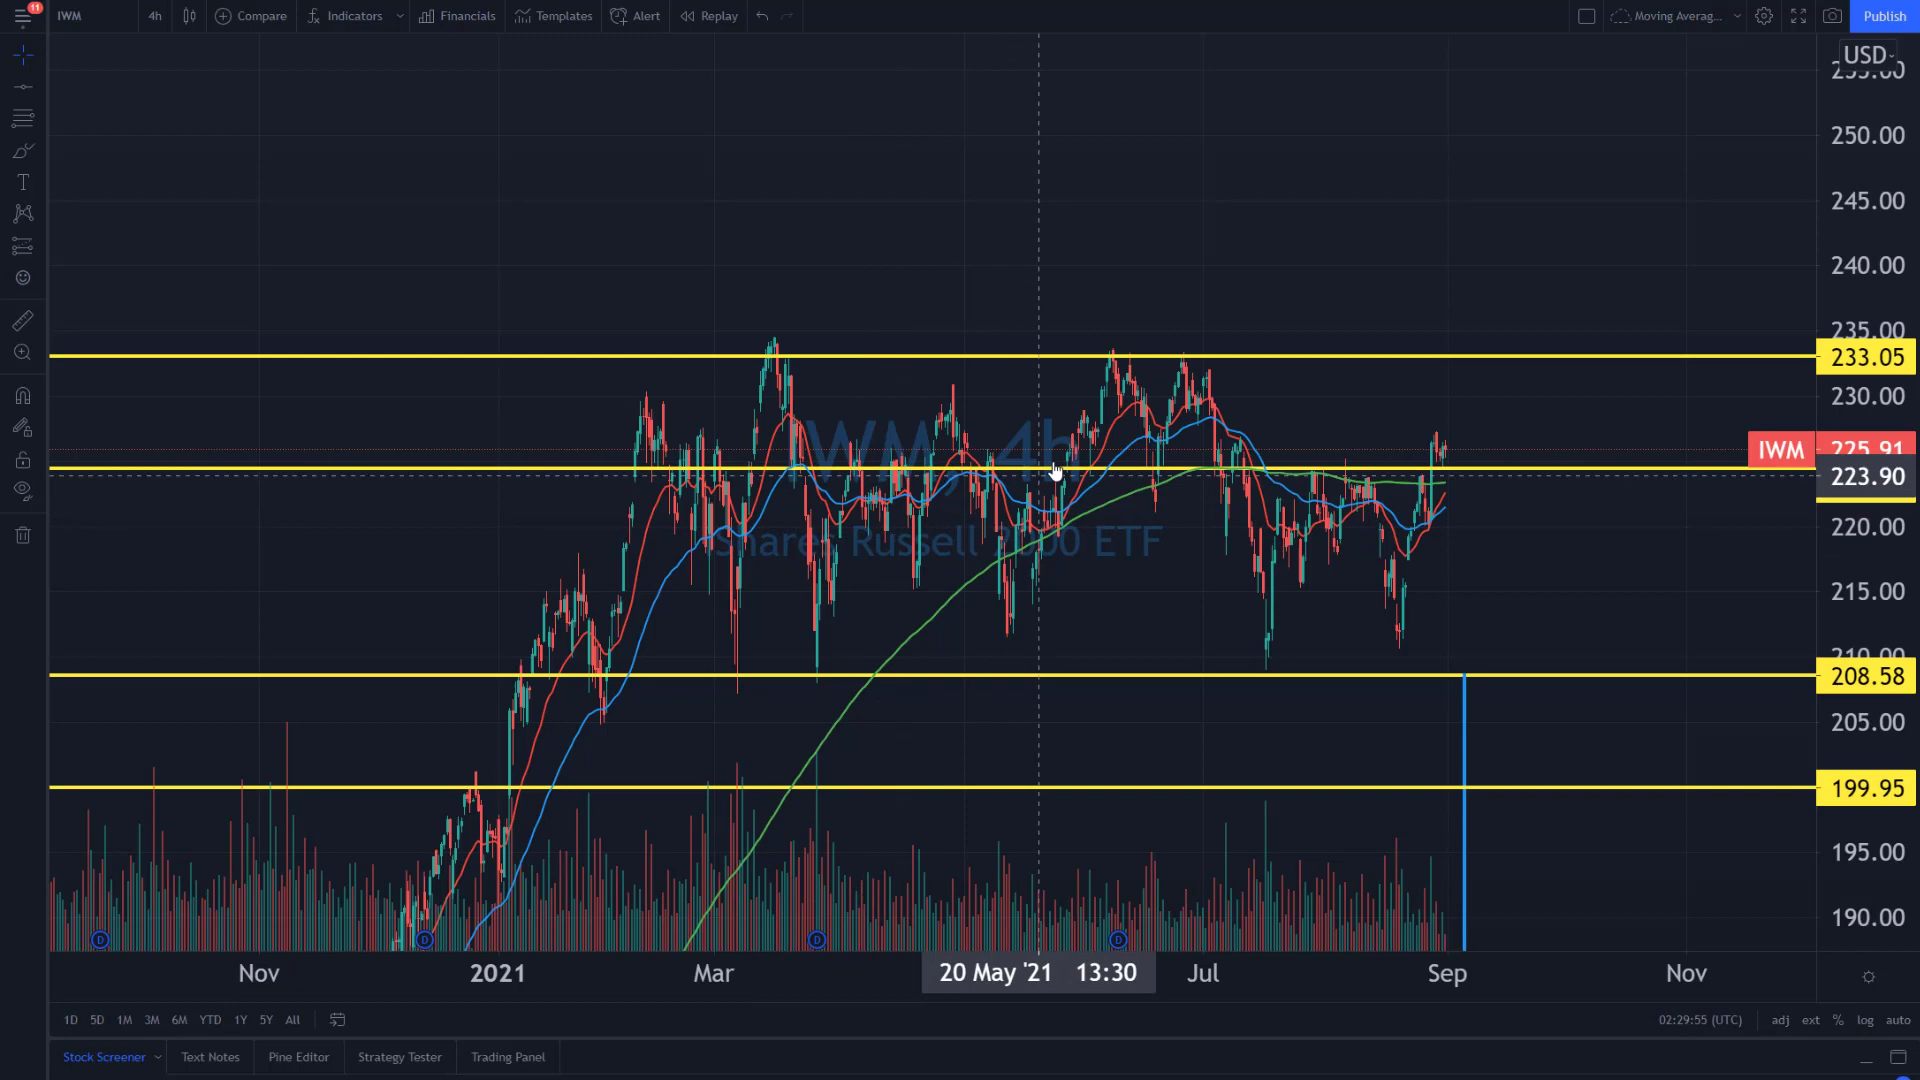 11
IWM 4h Compare Indicators Financials Templates Alert Replay Moving Averag... Publish
USD
255.00
250.00
245.00
240.00
235.00
233.05
230.00
IWM 225.91
223.90
220.00
215.00
210.00
208.58
205.00
199.95
195.00
190.00
IWM, 4h
iShares Russell 2000 ETF
D D D D
Nov 2021 Mar 20 May '21 13:30 Jul Sep Nov
1D 5D 1M 3M 6M YTD 1Y 5Y All 02:29:55 (UTC) adj ext % log auto
Stock Screener Text Notes Pine Editor Strategy Tester Trading Panel